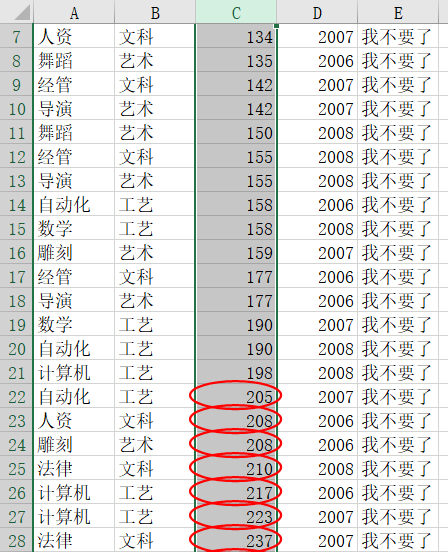 A B C D E
7 人资 文科 134 2007 我不要了
8 舞蹈 艺术 135 2006 我不要了
9 经管 文科 142 2007 我不要了
10 导演 艺术 142 2007 我不要了
11 舞蹈 艺术 150 2008 我不要了
12 经管 文科 155 2008 我不要了
13 导演 艺术 155 2008 我不要了
14 自动化 工艺 158 2006 我不要了
15 数学 工艺 158 2008 我不要了
16 雕刻 艺术 159 2007 我不要了
17 经管 文科 177 2006 我不要了
18 导演 艺术 177 2006 我不要了
19 数学 工艺 190 2007 我不要了
20 自动化 工艺 190 2008 我不要了
21 计算机 工艺 198 2008 我不要了
22 自动化 工艺 205 2007 我不要了
23 人资 文科 208 2006 我不要了
24 雕刻 艺术 208 2006 我不要了
25 法律 文科 210 2008 我不要了
26 计算机 工艺 217 2006 我不要了
27 计算机 工艺 223 2007 我不要了
28 法律 文科 237 2007 我不要了